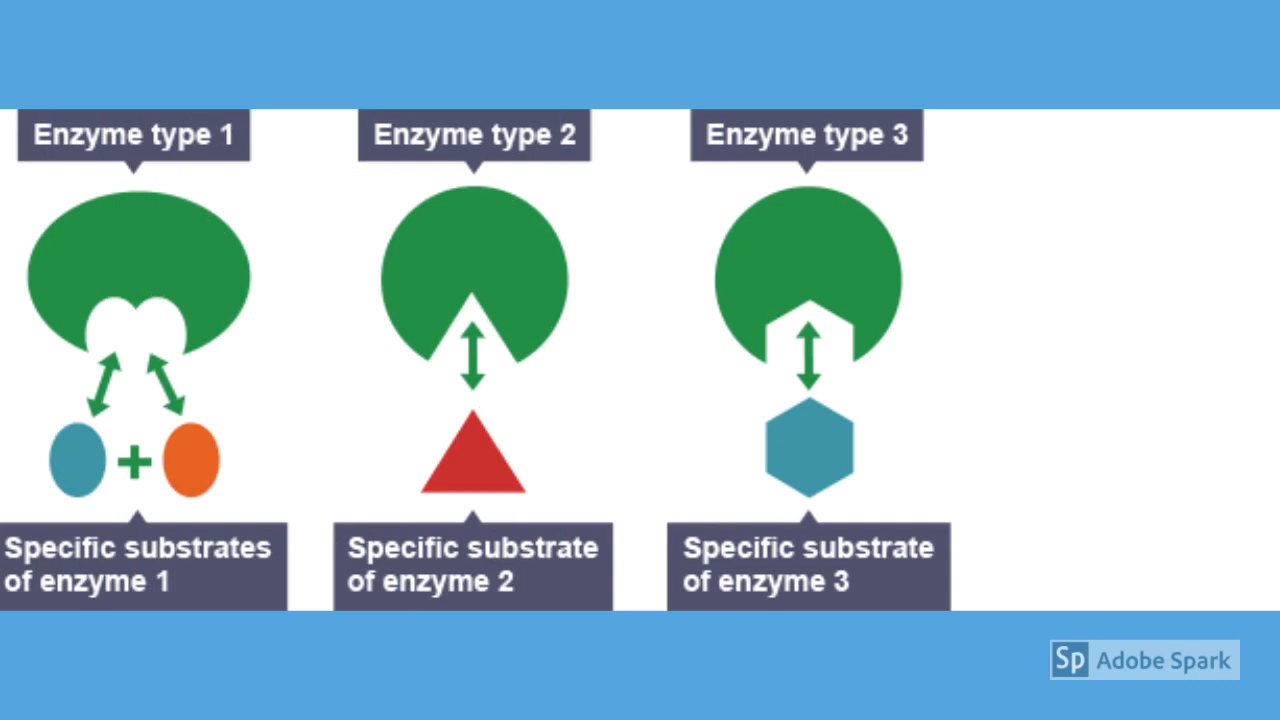 Enzyme type 1
Enzyme type 2
Enzyme type 3
+
Specific substrates
of enzyme 1
Specific substrate
of enzyme 2
Specific substrate
of enzyme 3
Sp Adobe Spark